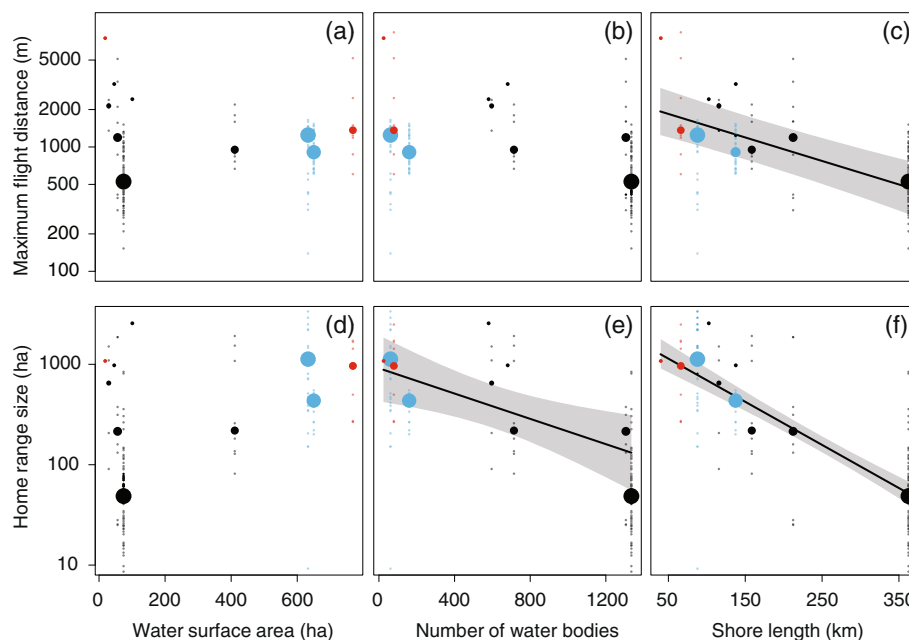 (a)
(b)
(c)
Maximum flight distance (m)
5000
2000
1000
500
200
100
(d)
(e)
(f)
Home range size (ha)
1000
100
10
0 200 400 600
0 400 800 1200
50 150 250 350
Water surface area (ha)
Number of water bodies
Shore length (km)